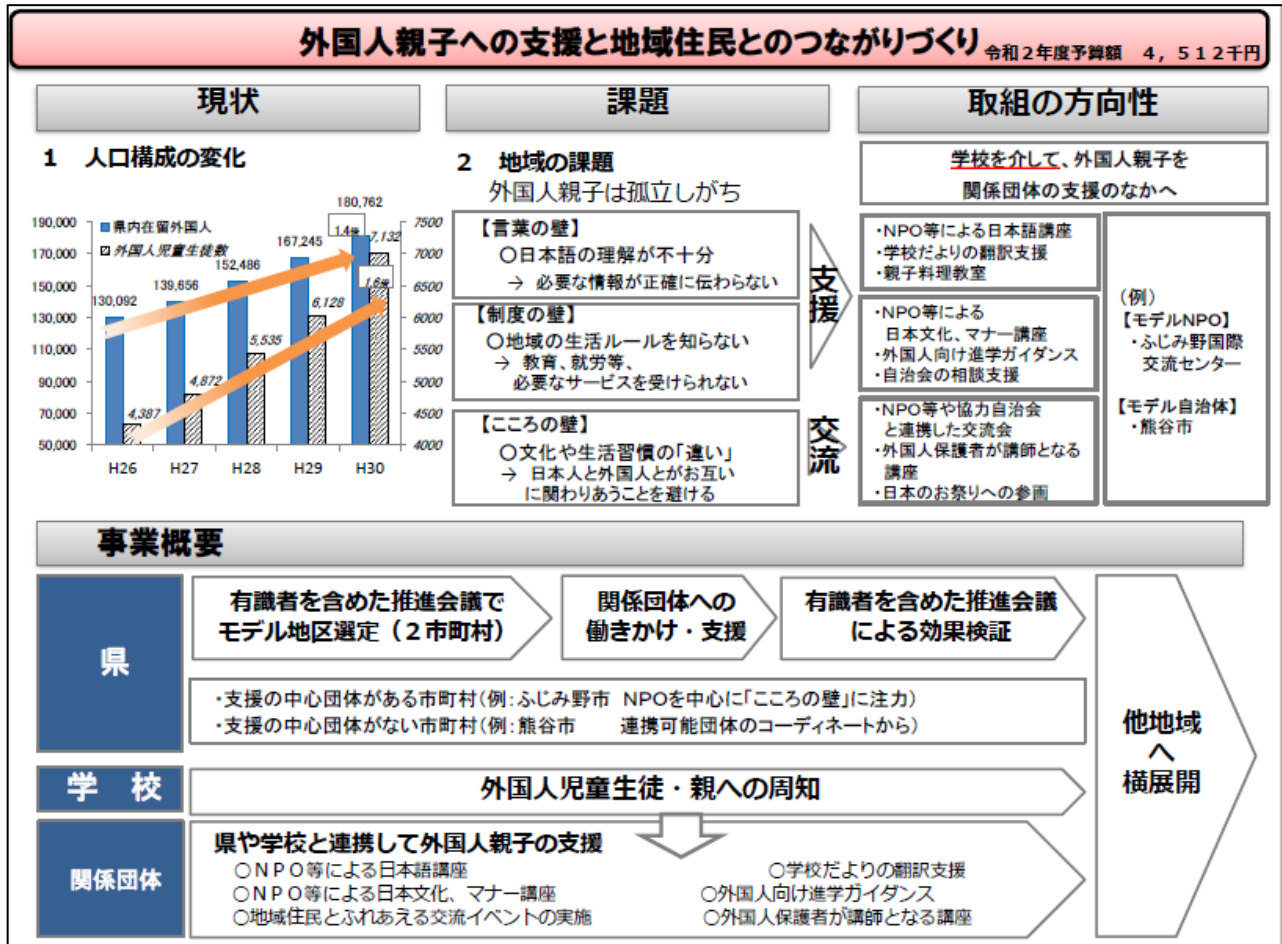 外国人親子への支援と地域住民とのつながりづくり 令和2年度予算額 4,512千円
現状
1 人口構成の変化
190,000
170,000
150,000
130,000
110,000
90,000
70,000
50,000
県内在留外国人
外国人児童生徒数
130,092
139,656
152,486
167,245
180,762
4,387
4,872
5,535
6,128
7,132
1.4倍
1.6倍
7500
7000
6500
6000
5500
5000
4500
4000
H26
H27
H28
H29
H30
課題
2 地域の課題
外国人親子は孤立しがち
【言葉の壁】
○日本語の理解が不十分
→ 必要な情報が正確に伝わらない
【制度の壁】
○地域の生活ルールを知らない
→ 教育、就労等、
必要なサービスを受けられない
【こころの壁】
○文化や生活習慣の「違い」
→ 日本人と外国人とがお互い
に関わりあうことを避ける
支援
交流
取組の方向性
学校を介して、外国人親子を
関係団体の支援のなかへ
・NPO等による日本語講座
・学校だよりの翻訳支援
・親子料理教室
・NPO等による
日本文化、マナー講座
・外国人向け進学ガイダンス
・自治会の相談支援
・NPO等や協力自治会
と連携した交流会
・外国人保護者が講師となる
講座
・日本のお祭りへの参画
(例)
【モデルNPO】
・ふじみ野国際
交流センター
【モデル自治体】
・熊谷市
事業概要
県
有識者を含めた推進会議で
モデル地区選定(2市町村)
関係団体への
働きかけ・支援
有識者を含めた推進会議
による効果検証
・支援の中心団体がある市町村(例:ふじみ野市 NPOを中心に「こころの壁」に注力)
・支援の中心団体がない市町村(例:熊谷市 連携可能団体のコーディネートから)
学校
外国人児童生徒・親への周知
関係団体
県や学校と連携して外国人親子の支援
○NPO等による日本語講座
○学校だよりの翻訳支援
○NPO等による日本文化、マナー講座
○外国人向け進学ガイダンス
○地域住民とふれあえる交流イベントの実施
○外国人保護者が講師となる講座
他地域
へ
横展開